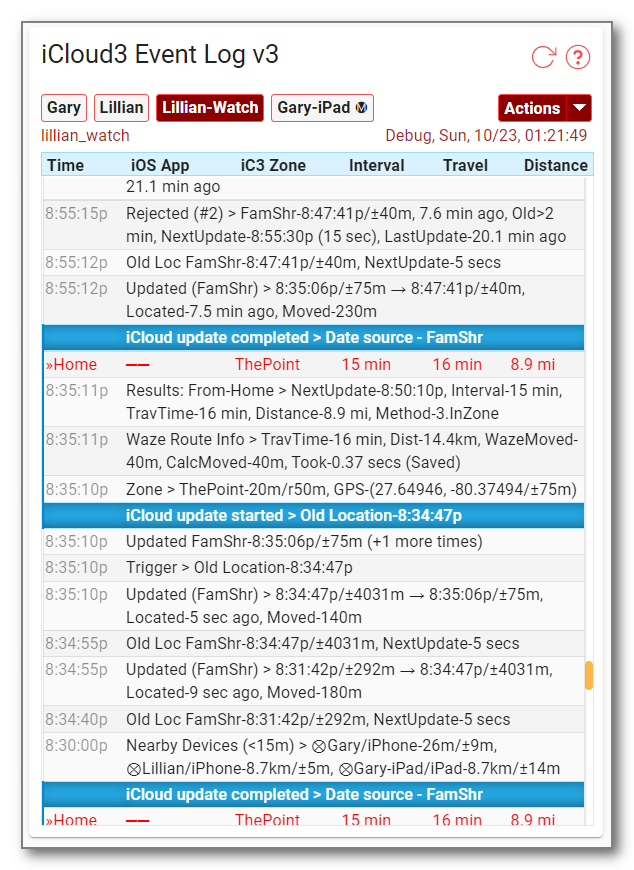 iCloud3 Event Log v3
Gary Lillian Lillian-Watch Gary-iPad Ⓜ Actions
lillian_watch Debug, Sun, 10/23, 01:21:49
Time iOS App iC3 Zone Interval Travel Distance
21.1 min ago
8:55:15p Rejected (#2) > FamShr-8:47:41p/±40m, 7.6 min ago, Old>2
min, NextUpdate-8:55:30p (15 sec), LastUpdate-20.1 min ago
8:55:12p Old Loc FamShr-8:47:41p/±40m, NextUpdate-5 secs
8:55:12p Updated (FamShr) > 8:35:06p/±75m → 8:47:41p/±40m,
Located-7.5 min ago, Moved-230m
iCloud update completed > Date source - FamShr
»Home —— ThePoint 15 min 16 min 8.9 mi
8:35:11p Results: From-Home > NextUpdate-8:50:10p, Interval-15 min,
TravTime-16 min, Distance-8.9 mi, Method-3.InZone
8:35:11p Waze Route Info > TravTime-16 min, Dist-14.4km, WazeMoved-
40m, CalcMoved-40m, Took-0.37 secs (Saved)
8:35:10p Zone > ThePoint-20m/r50m, GPS-(27.64946, -80.37494/±75m)
iCloud update started > Old Location-8:34:47p
8:35:10p Updated FamShr-8:35:06p/±75m (+1 more times)
8:35:10p Trigger > Old Location-8:34:47p
8:35:10p Updated (FamShr) > 8:34:47p/±4031m → 8:35:06p/±75m,
Located-5 sec ago, Moved-140m
8:34:55p Old Loc FamShr-8:34:47p/±4031m, NextUpdate-5 secs
8:34:55p Updated (FamShr) > 8:31:42p/±292m → 8:34:47p/±4031m,
Located-9 sec ago, Moved-180m
8:34:40p Old Loc FamShr-8:31:42p/±292m, NextUpdate-5 secs
8:30:00p Nearby Devices (<15m) > ⊗Gary/iPhone-26m/±9m,
⊗Lillian/iPhone-8.7km/±5m, ⊗Gary-iPad/iPad-8.7km/±14m
iCloud update completed > Date source - FamShr
»Home —— ThePoint 15 min 16 min 8.9 mi